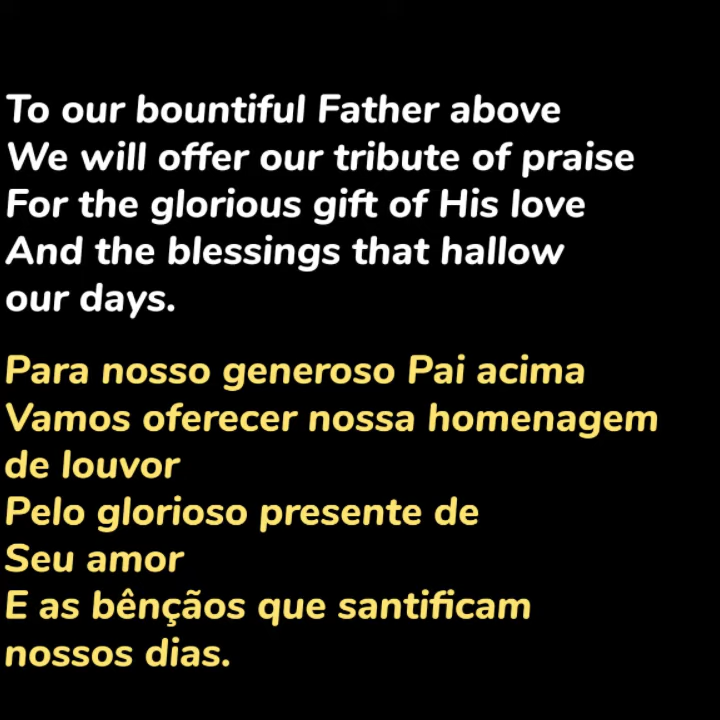 To our bountiful Father above
We will offer our tribute of praise
For the glorious gift of His love
And the blessings that hallow
our days.
Para nosso generoso Pai acima
Vamos oferecer nossa homenagem
de louvor
Pelo glorioso presente de
Seu amor
E as bênçãos que santificam
nossos dias.